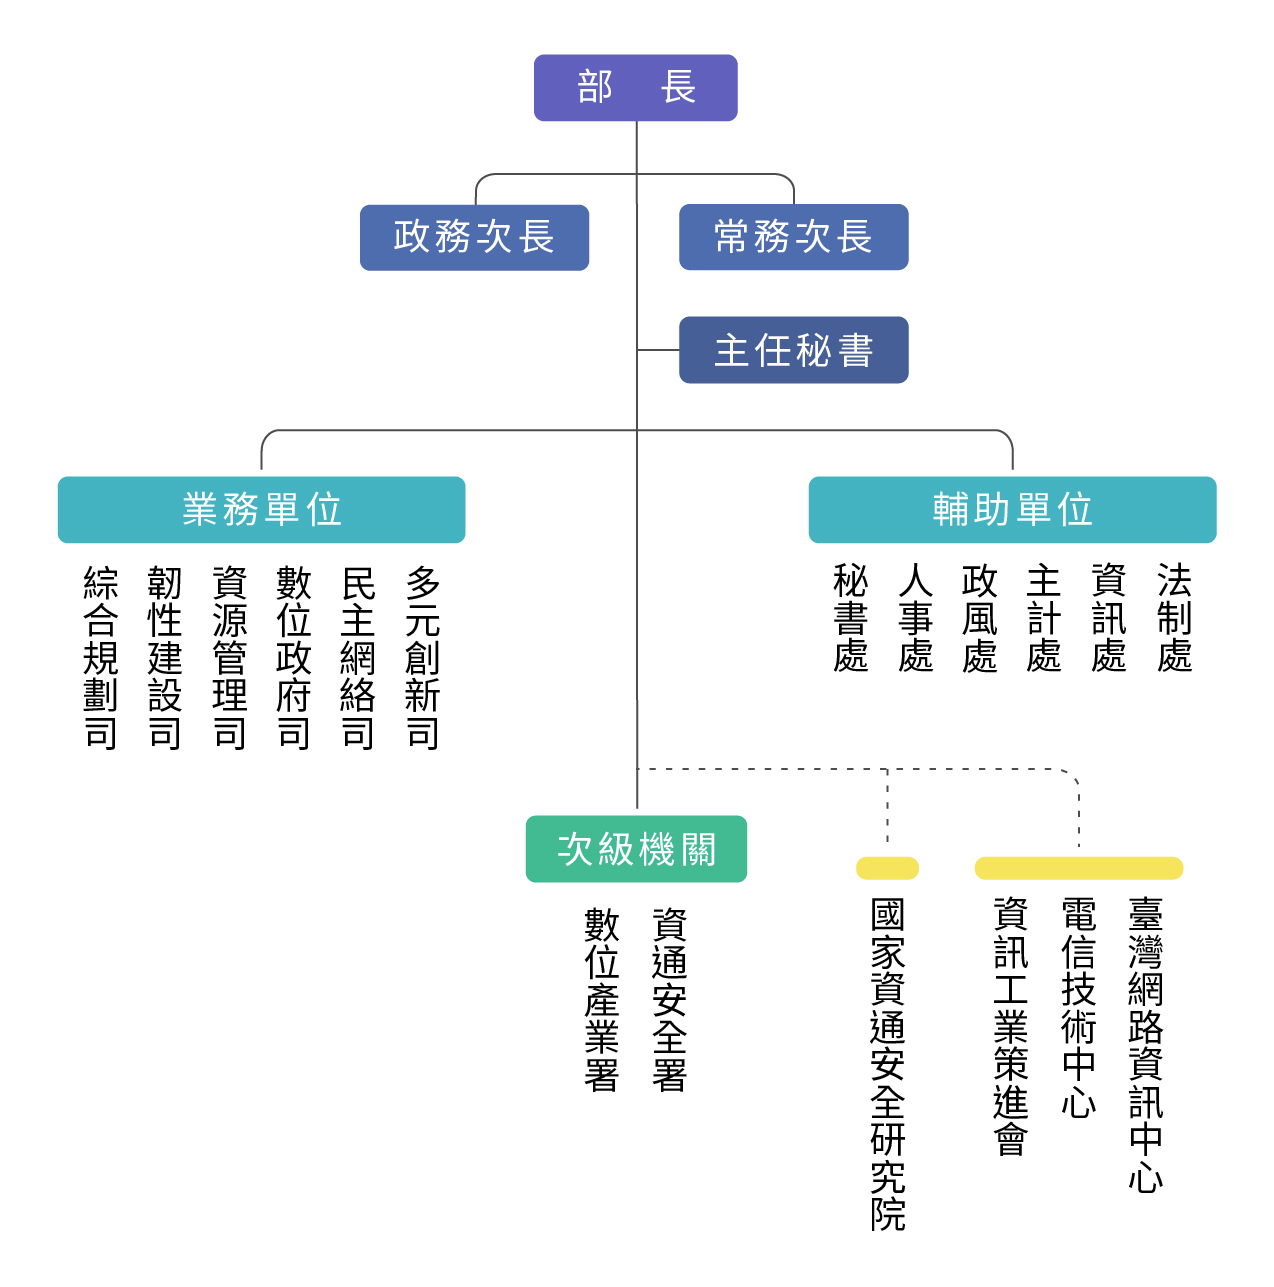 部　長
政務次長
常務次長
主任秘書
業務單位
輔助單位
綜合規劃司
韌性建設司
資源管理司
數位政府司
民主網絡司
多元創新司
秘書處
人事處
政風處
主計處
資訊處
法制處
次級機關
數位產業署
資通安全署
國家資通安全研究院
資訊工業策進會
電信技術中心
臺灣網路資訊中心